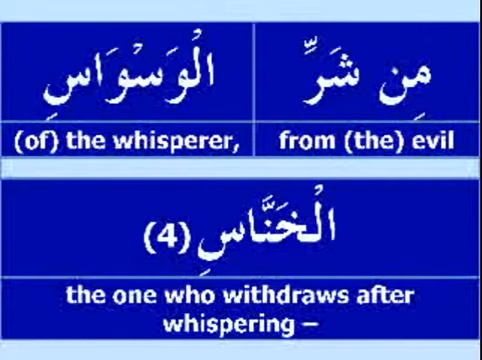 مِن شَرِّ الْوَسْوَاسِ
from (the) evil (of) the whisperer,
الْخَنَّاسِ (4)
the one who withdraws after
whispering –